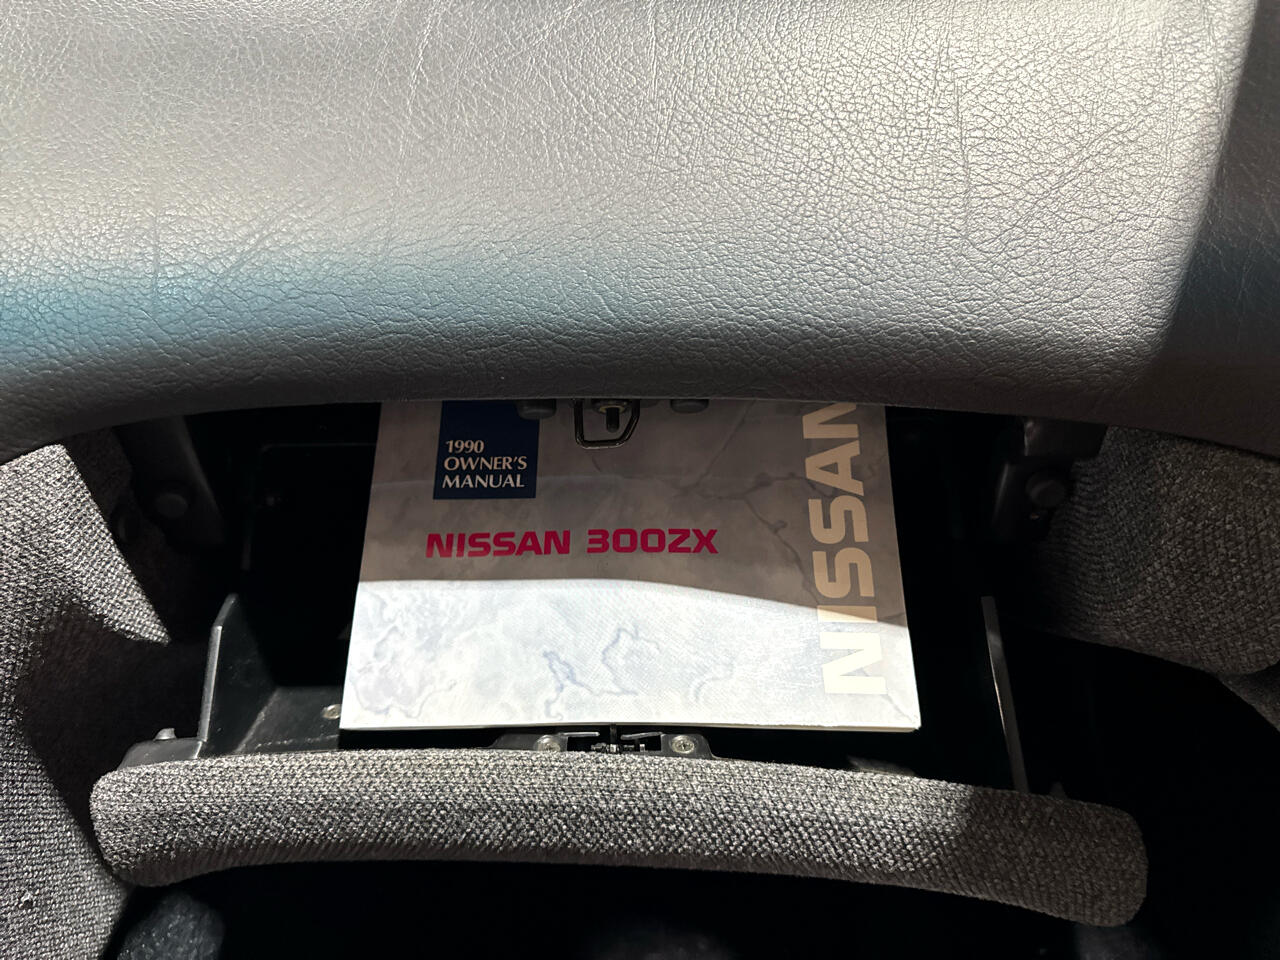 1990
OWNER'S
MANUAL
NISSAN 300ZX
NISSAN